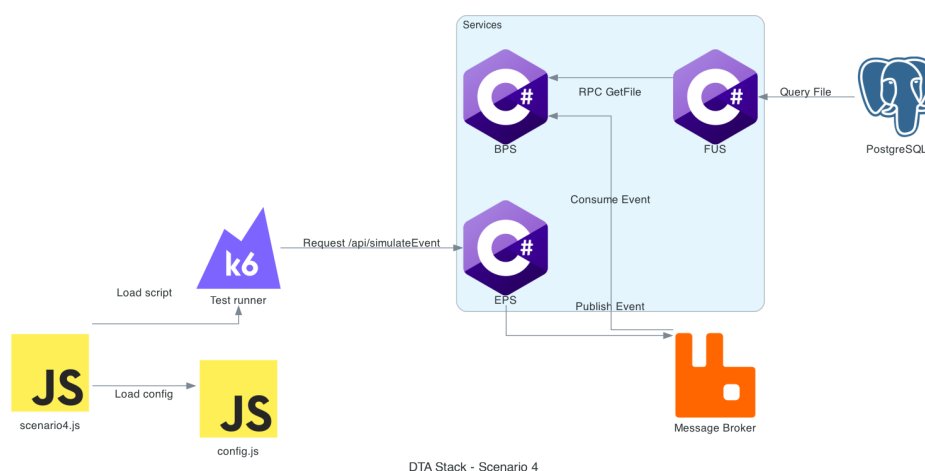 Services
C#
BPS
RPC GetFile
C#
FUS
Query File
PostgreSQL
Consume Event
C#
EPS
Request /api/simulateEvent
k6
Test runner
Load script
Publish Event
JS
scenario4.js
Load config
JS
config.js
Message Broker
DTA Stack - Scenario 4